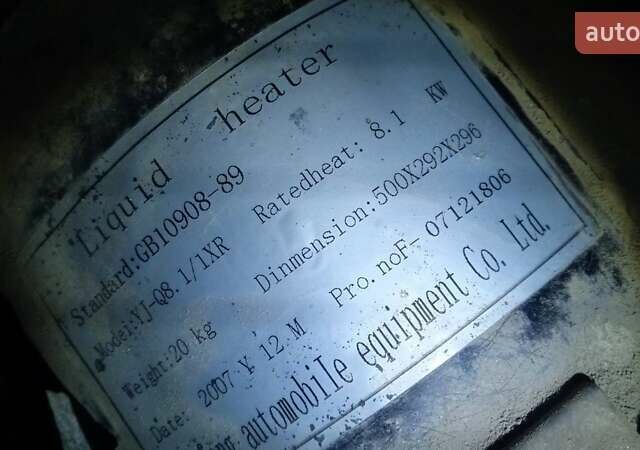 auto
Liquid heater
Standard:GB10908-89
Model:YJ-Q8.1/1XR Ratedheat: 8.1 KW
Weight:20 kg Dinmension:500X292X296
Date: 2007 Y 12 M Pro.noF-07121806
automobile equipment Co. Ltd.